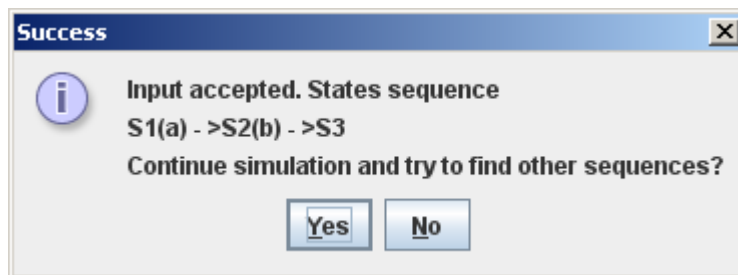 Success
Input accepted. States sequence
S1(a) - >S2(b) - >S3
Continue simulation and try to find other sequences?
Yes No